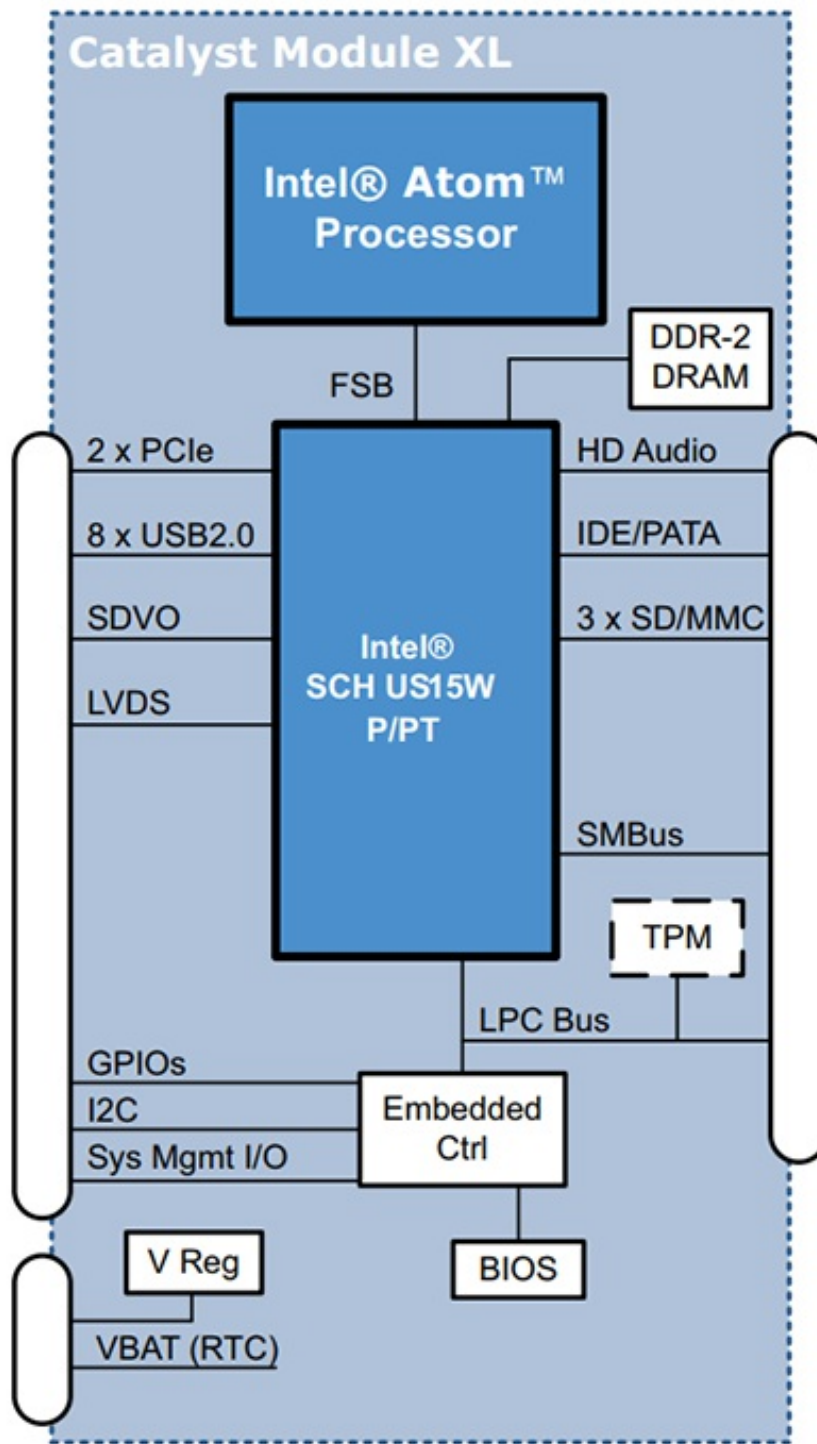 Catalyst Module XL
Intel® Atom™
Processor
DDR-2
DRAM
FSB
2 x PCIe
HD Audio
8 x USB2.0
IDE/PATA
SDVO
3 x SD/MMC
Intel®
SCH US15W
P/PT
LVDS
SMBus
TPM
LPC Bus
GPIOs
I2C
Sys Mgmt I/O
Embedded
Ctrl
V Reg
BIOS
VBAT (RTC)